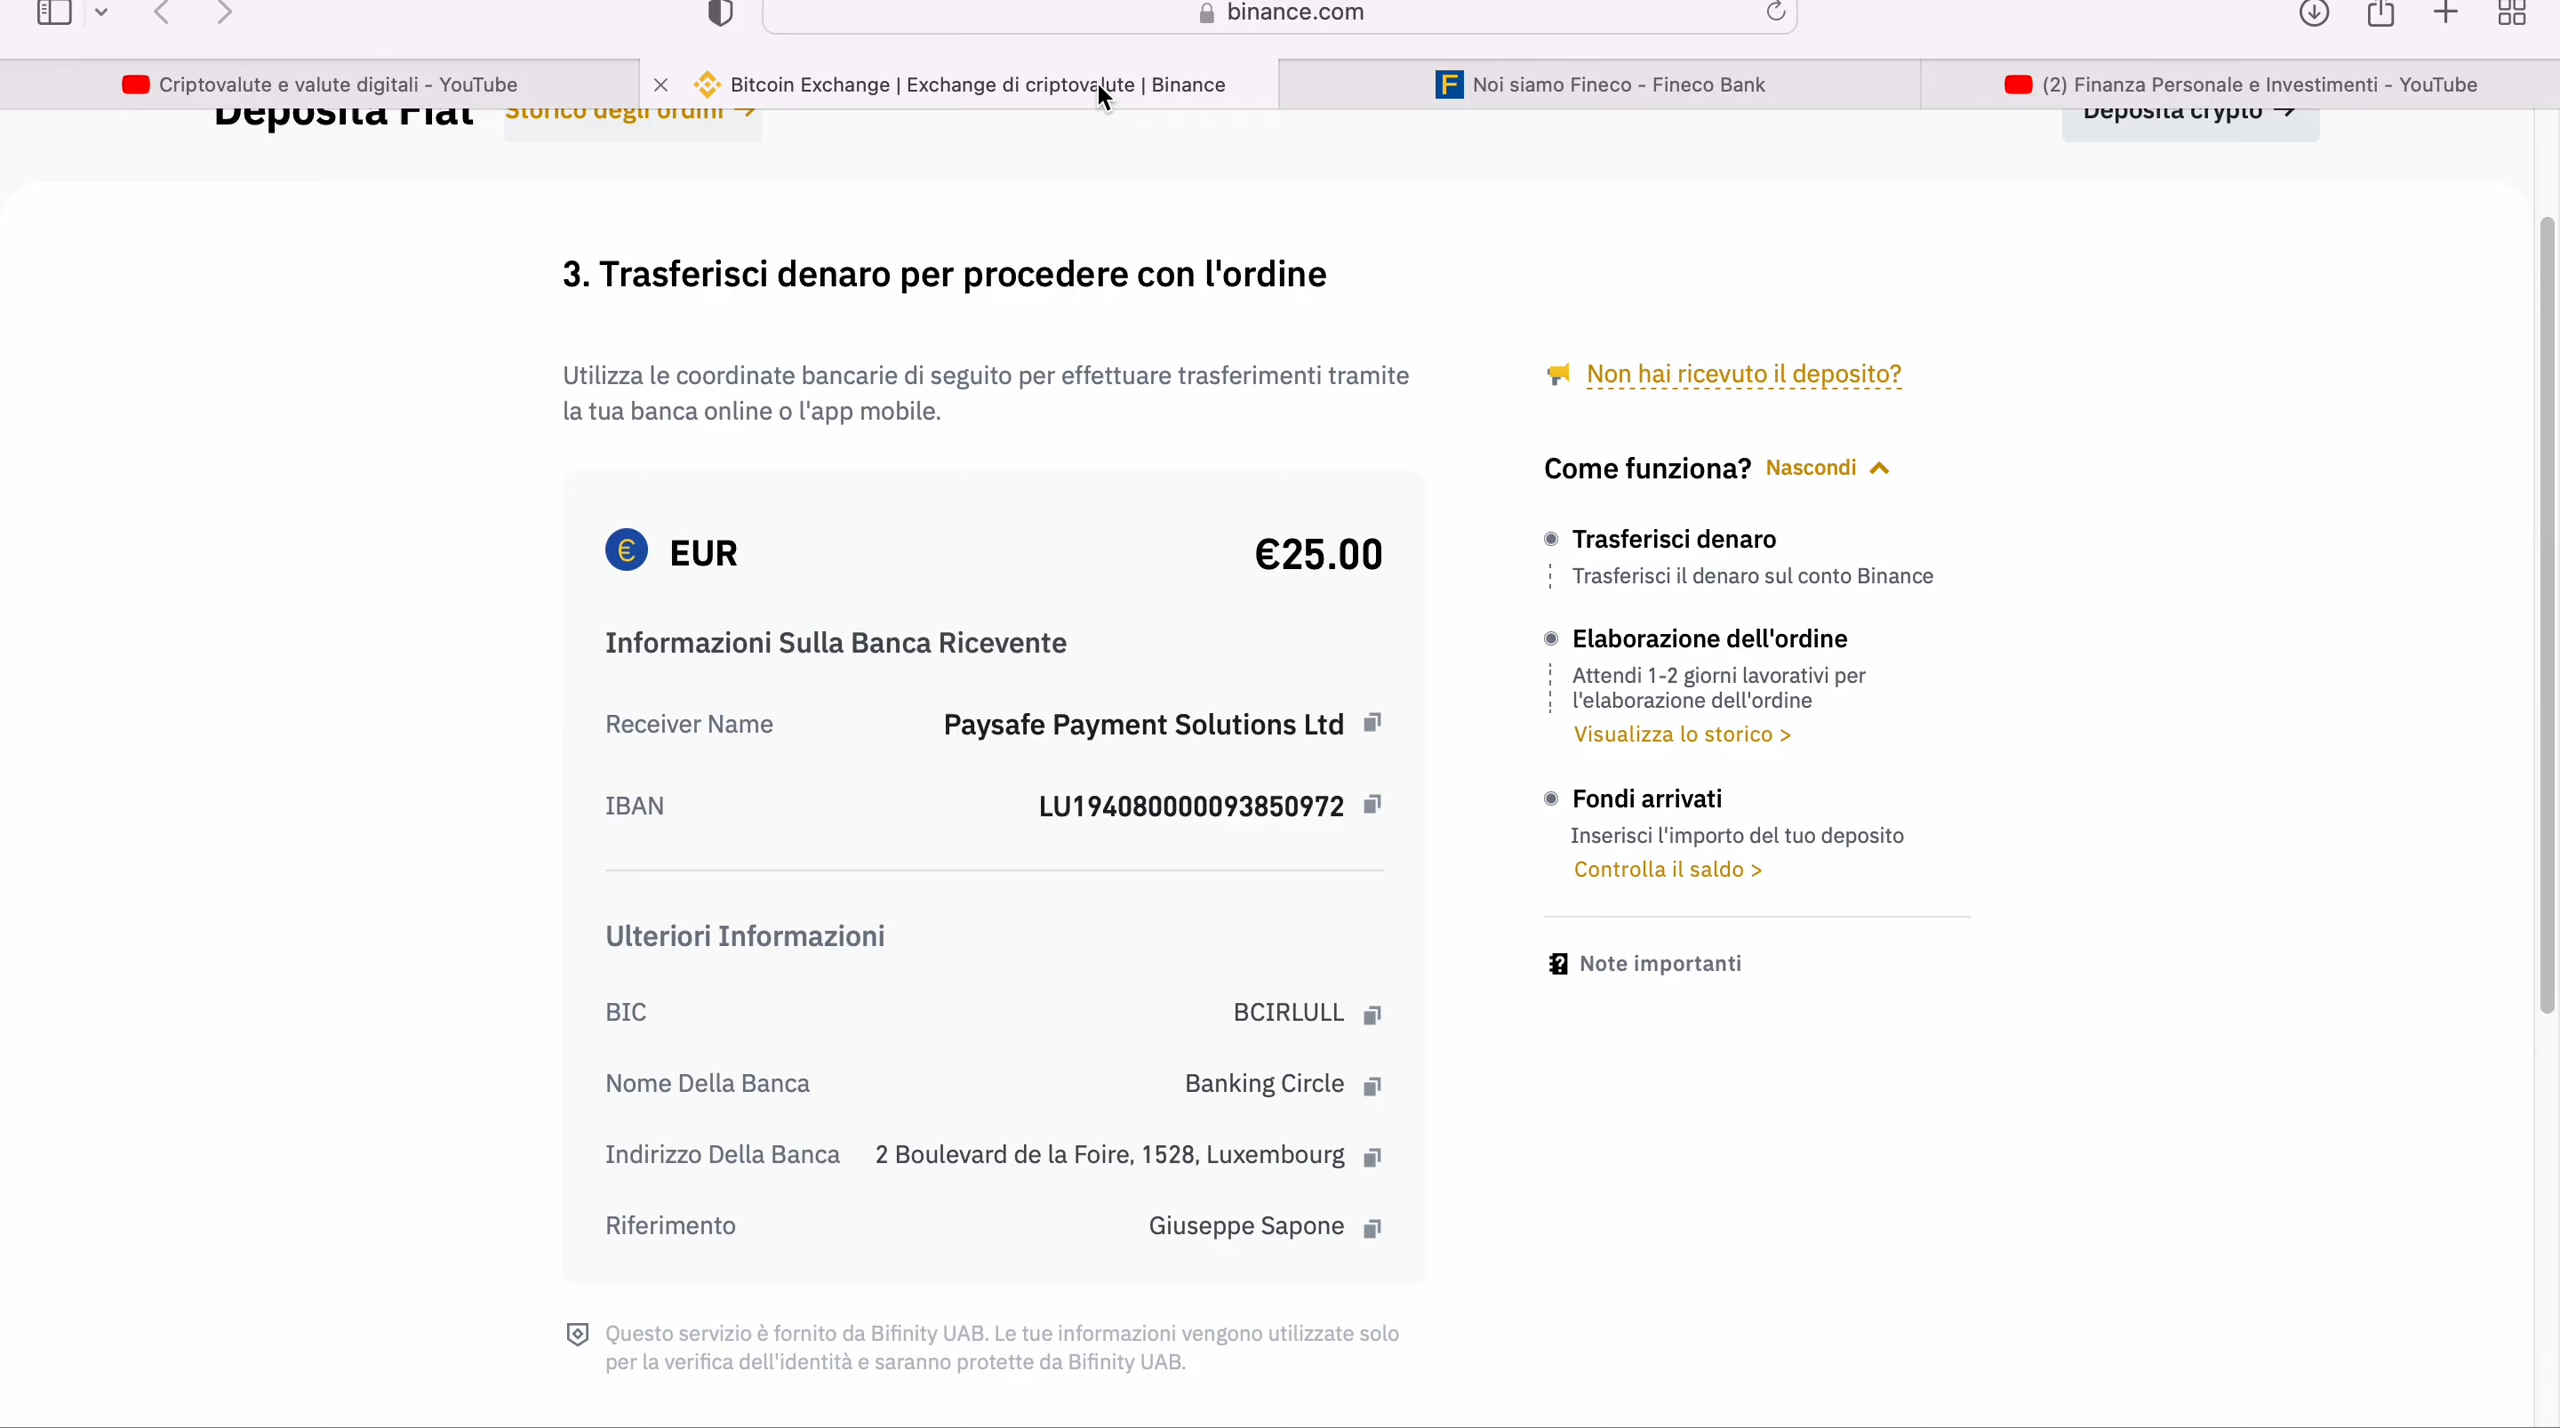 binance.com
Criptovalute e valute digitali - YouTube
Bitcoin Exchange | Exchange di criptovalute | Binance
Noi siamo Fineco - Fineco Bank
(2) Finanza Personale e Investimenti - YouTube
Deposita Fiat
Storico degli ordini →
Deposita crypto →
3. Trasferisci denaro per procedere con l'ordine
Utilizza le coordinate bancarie di seguito per effettuare trasferimenti tramite
la tua banca online o l'app mobile.
€ EUR
€25.00
Informazioni Sulla Banca Ricevente
Receiver Name
Paysafe Payment Solutions Ltd
IBAN
LU194080000093850972
Ulteriori Informazioni
BIC
BCIRLULL
Nome Della Banca
Banking Circle
Indirizzo Della Banca
2 Boulevard de la Foire, 1528, Luxembourg
Riferimento
Giuseppe Sapone
Questo servizio è fornito da Bifinity UAB. Le tue informazioni vengono utilizzate solo
per la verifica dell'identità e saranno protette da Bifinity UAB.
Non hai ricevuto il deposito?
Come funziona? Nascondi
Trasferisci denaro
Trasferisci il denaro sul conto Binance
Elaborazione dell'ordine
Attendi 1-2 giorni lavorativi per
l'elaborazione dell'ordine
Visualizza lo storico >
Fondi arrivati
Inserisci l'importo del tuo deposito
Controlla il saldo >
Note importanti